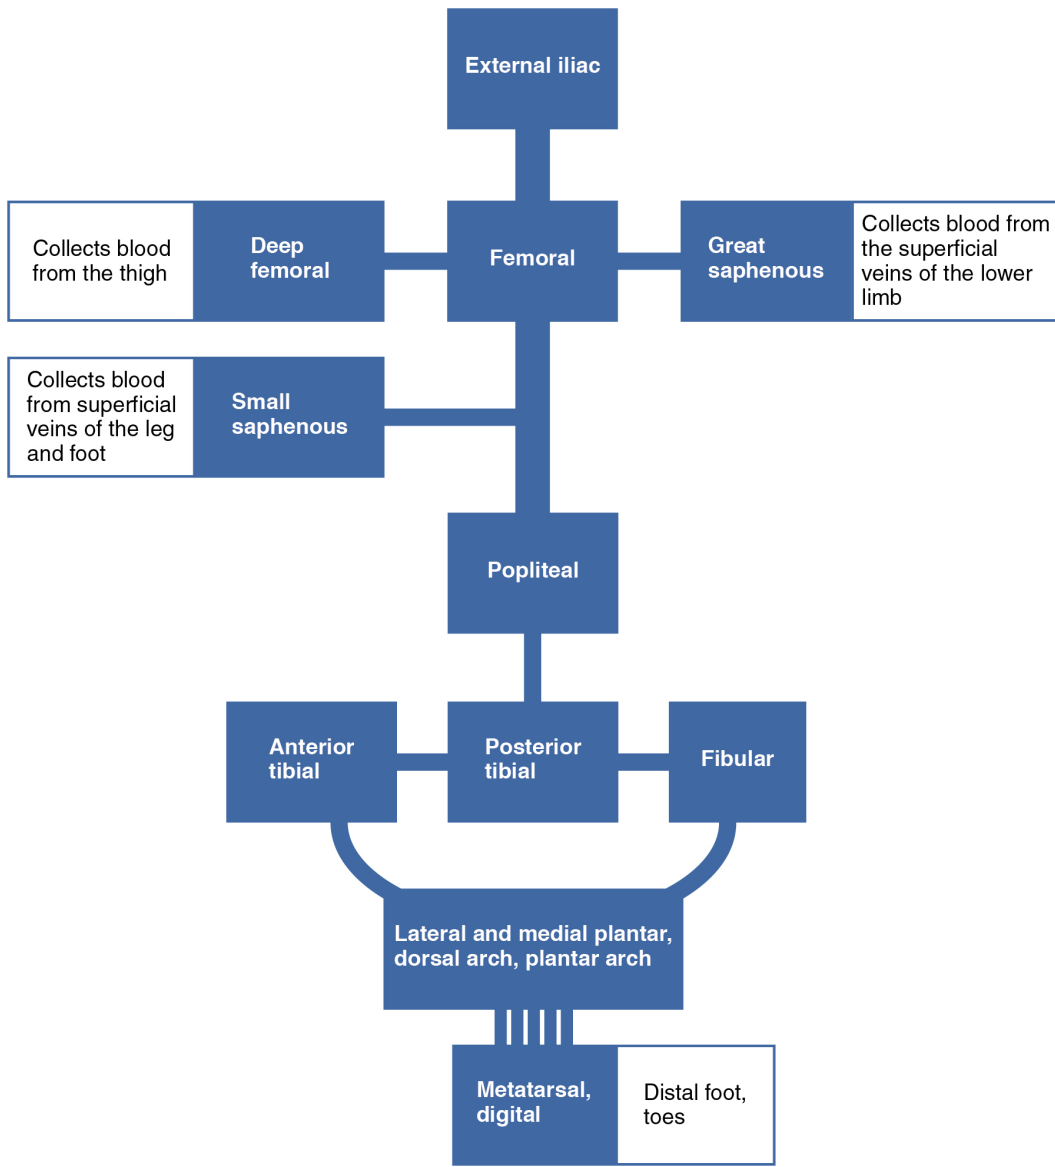 External iliac
Collects blood
from the thigh
Deep
femoral
Femoral
Great
saphenous
Collects blood from
the superficial
veins of the lower
limb
Collects blood
from superficial
veins of the leg
and foot
Small
saphenous
Popliteal
Anterior
tibial
Posterior
tibial
Fibular
Lateral and medial plantar,
dorsal arch, plantar arch
Metatarsal,
digital
Distal foot,
toes